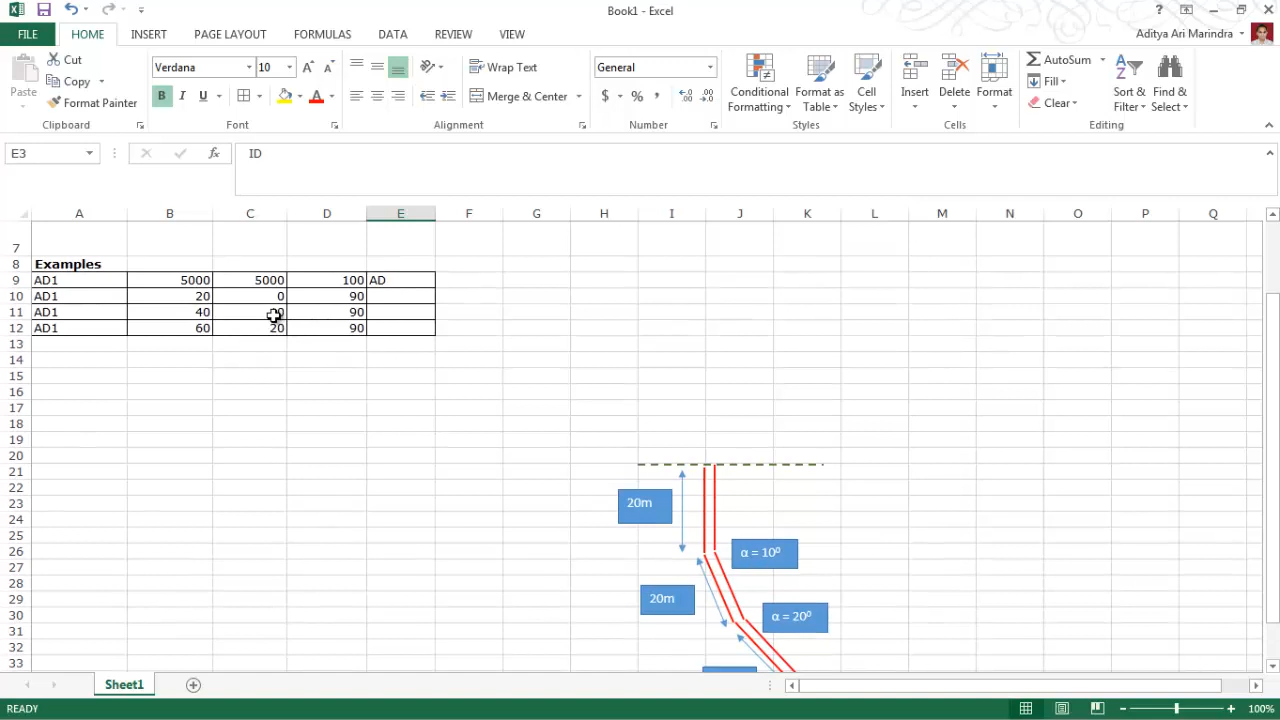 Book1 - Excel
?
FILE
HOME
INSERT
PAGE LAYOUT
FORMULAS
DATA
REVIEW
VIEW
Aditya Ari Marindra
Paste
Cut
Copy
Format Painter
Clipboard
Verdana
10
B I U
Font
Wrap Text
Merge & Center
Alignment
General
$ % ,
Number
Conditional Formatting
Format as Table
Cell Styles
Styles
Insert
Delete
Format
Cells
AutoSum
Fill
Clear
Sort & Filter
Find & Select
Editing
E3
fx
ID
A B C D E F G H I J K L M N O P Q
7
8 Examples
9 AD1 5000 5000 100 AD
10 AD1 20 0 90
11 AD1 40 90
12 AD1 60 20 90
13
14
15
16
17
18
19
20
21
22
23
24
25
26
27
28
29
30
31
32
33
20m
α = 10⁰
20m
α = 20⁰
Sheet1
READY
100%